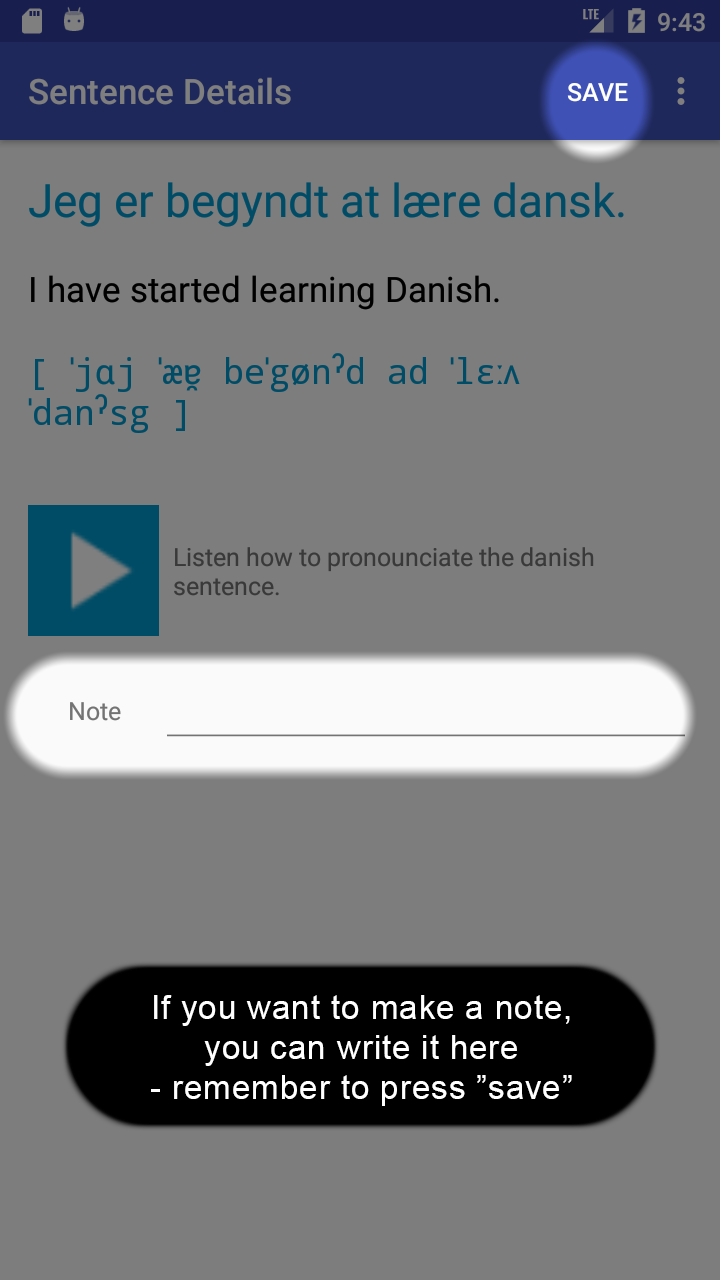 LTE 9:43
Sentence Details SAVE
Jeg er begyndt at lære dansk.
I have started learning Danish.
[ ˈjɑj ˈæɐ̯ beˈgønˀd ad ˈlɛːʌ
ˈdanˀsg ]
Listen how to pronounciate the danish
sentence.
Note
If you want to make a note,
you can write it here
- remember to press ”save”